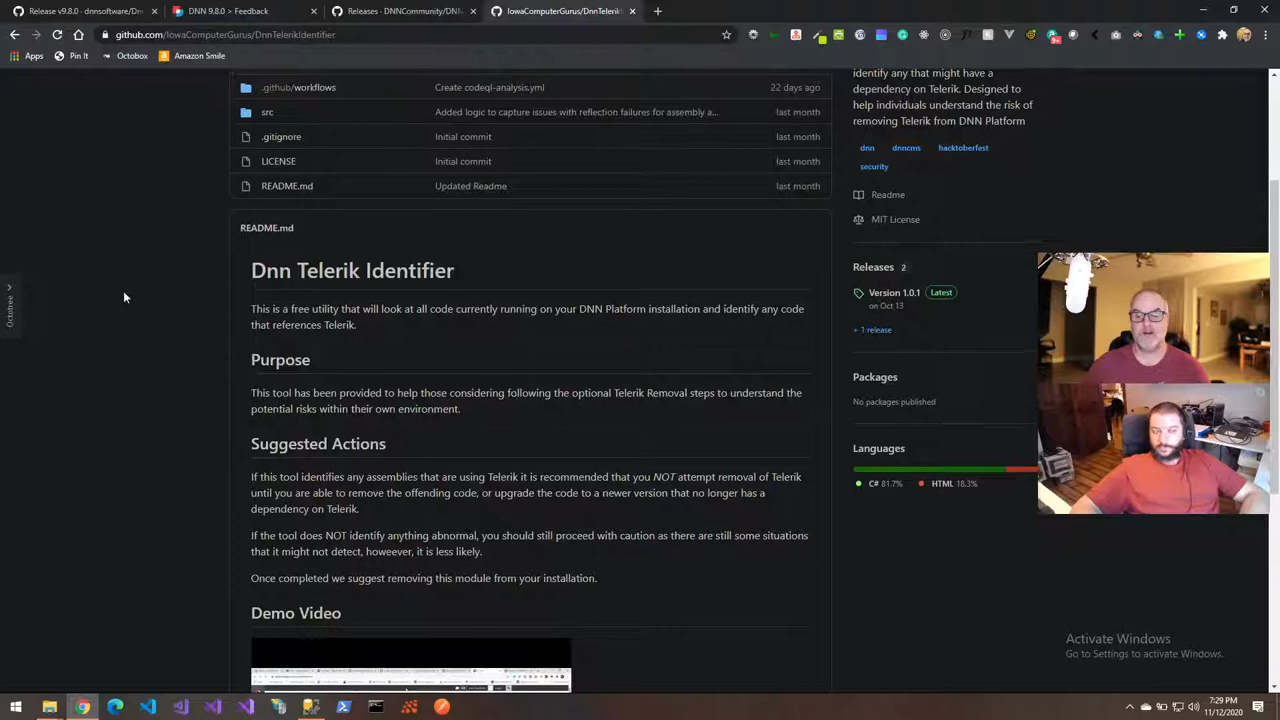 Release v9.8.0 · dnnsoftware/Dn
DNN 9.8.0 > Feedback
Releases · DNNCommunity/DNN
IowaComputerGurus/DnnTelerikId
github.com/IowaComputerGurus/DnnTelerikIdentifier
Apps
Pin It
Octobox
Amazon Smile
.github/workflows
Create codeql-analysis.yml
22 days ago
src
Added logic to capture issues with reflection failures for assembly a...
last month
.gitignore
Initial commit
last month
LICENSE
Initial commit
last month
README.md
Updated Readme
last month
README.md
Dnn Telerik Identifier
This is a free utility that will look at all code currently running on your DNN Platform installation and identify any code
that references Telerik.
Purpose
This tool has been provided to help those considering following the optional Telerik Removal steps to understand the
potential risks within their own environment.
Suggested Actions
If this tool identifies any assemblies that are using Telerik it is recommended that you NOT attempt removal of Telerik
until you are able to remove the offending code, or upgrade the code to a newer version that no longer has a
dependency on Telerik.
If the tool does NOT identify anything abnormal, you should still proceed with caution as there are still some situations
that it might not detect, howerver, it is less likely.
Once completed we suggest removing this module from your installation.
Demo Video
identify any that might have a
dependency on Telerik. Designed to
help individuals understand the risk of
removing Telerik from DNN Platform
dnn
dnncms
hacktoberfest
security
Readme
MIT License
Releases 2
Version 1.0.1
Latest
on Oct 13
+ 1 release
Packages
No packages published
Languages
C# 81.7%
HTML 18.3%
Octotree
Activate Windows
Go to Settings to activate Windows.
7:29 PM
11/12/2020